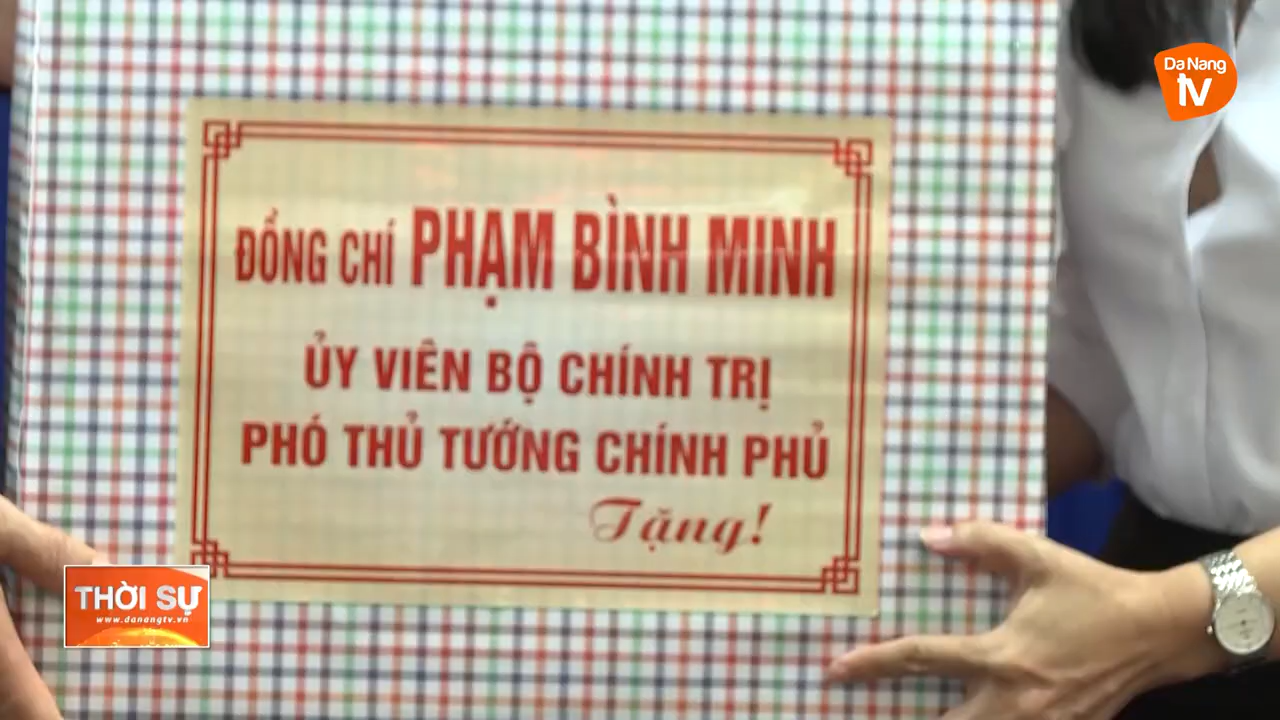 Da Nang
tv
ĐỒNG CHÍ PHẠM BÌNH MINH
ỦY VIÊN BỘ CHÍNH TRỊ
PHÓ THỦ TƯỚNG CHÍNH PHỦ
Tặng!
THỜI SỰ
www.danangtv.vn